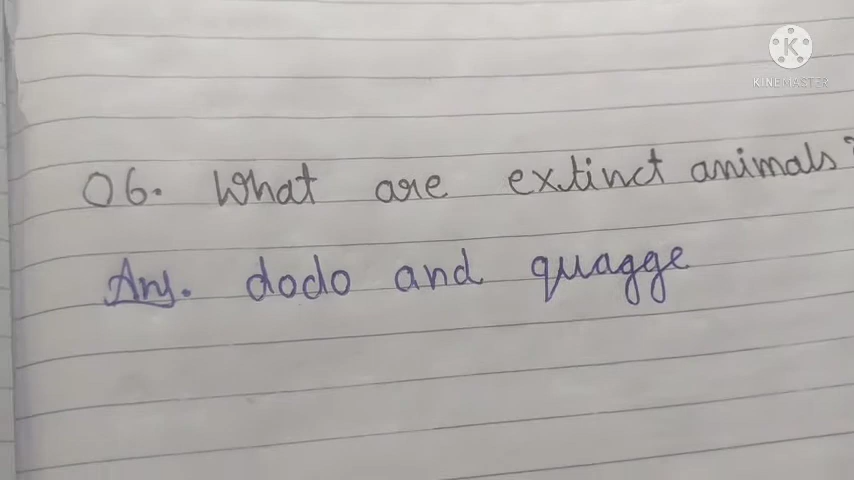 K
KINEMASTER
06. What are extinct animals?
Ans. dodo and quagge